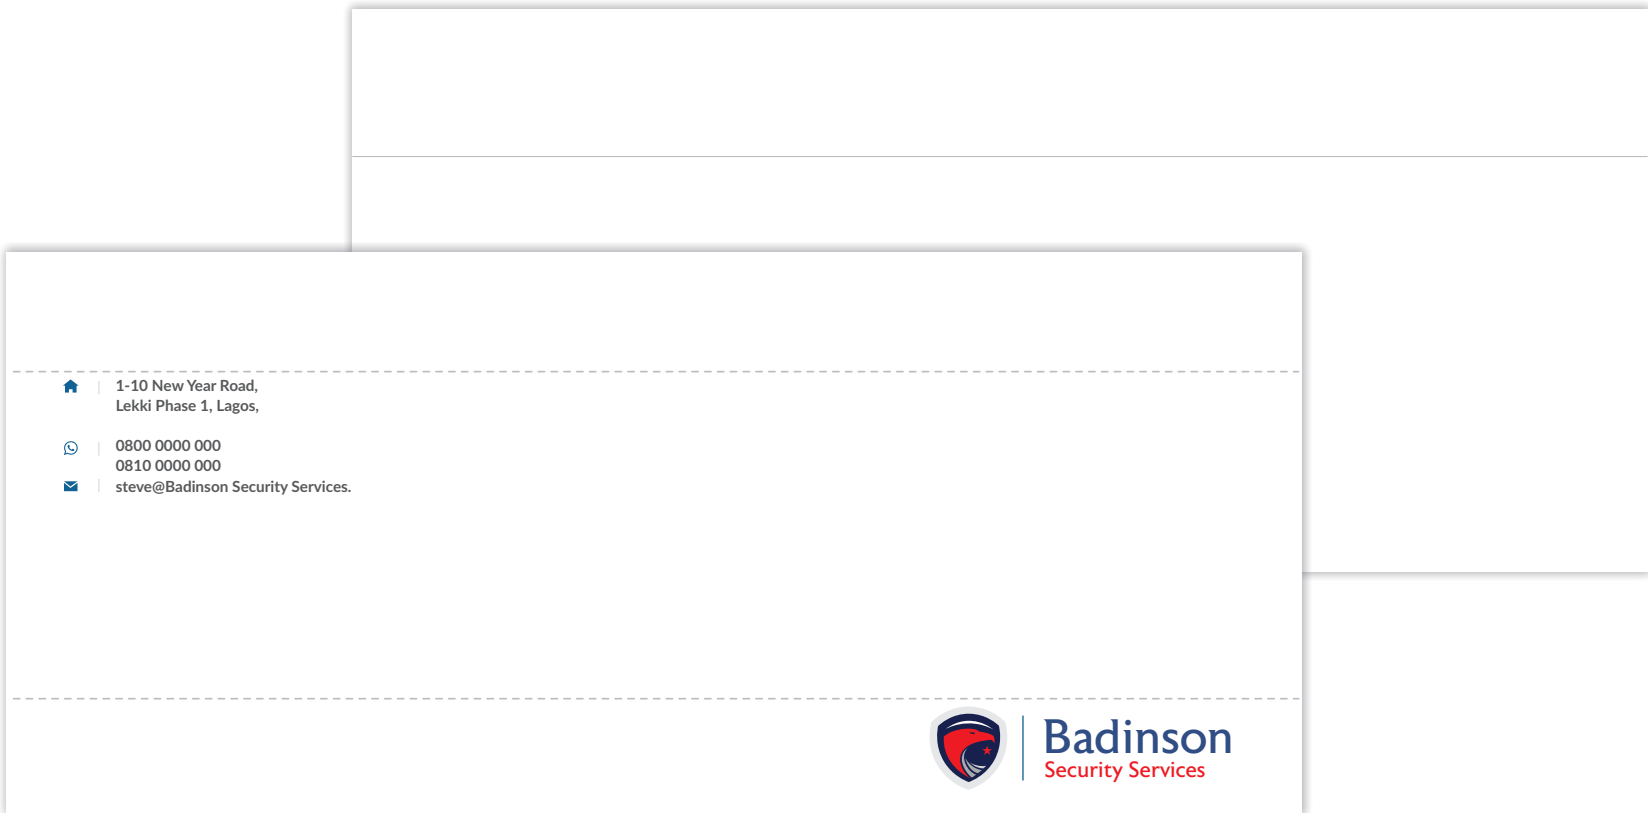 1-10 New Year Road,
Lekki Phase 1, Lagos,
0800 0000 000
0810 0000 000
steve@Badinson Security Services.
Badinson
Security Services